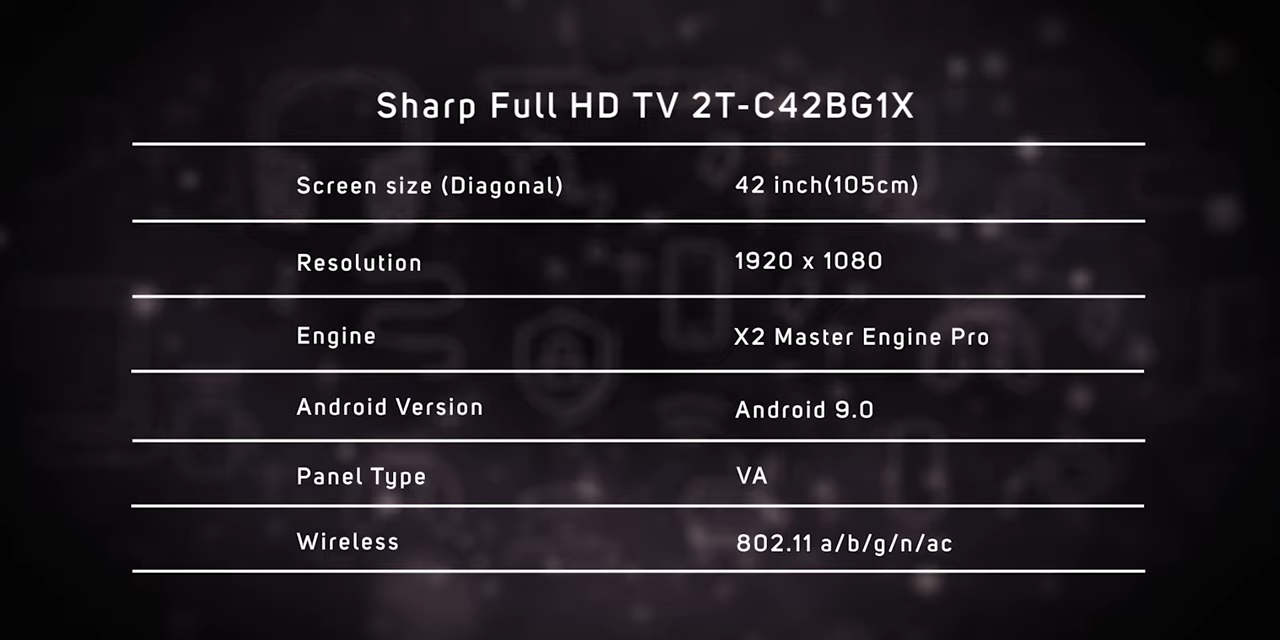 Sharp Full HD TV 2T-C42BG1X
Screen size (Diagonal) 42 inch(105cm)
Resolution 1920 x 1080
Engine X2 Master Engine Pro
Android Version Android 9.0
Panel Type VA
Wireless 802.11 a/b/g/n/ac